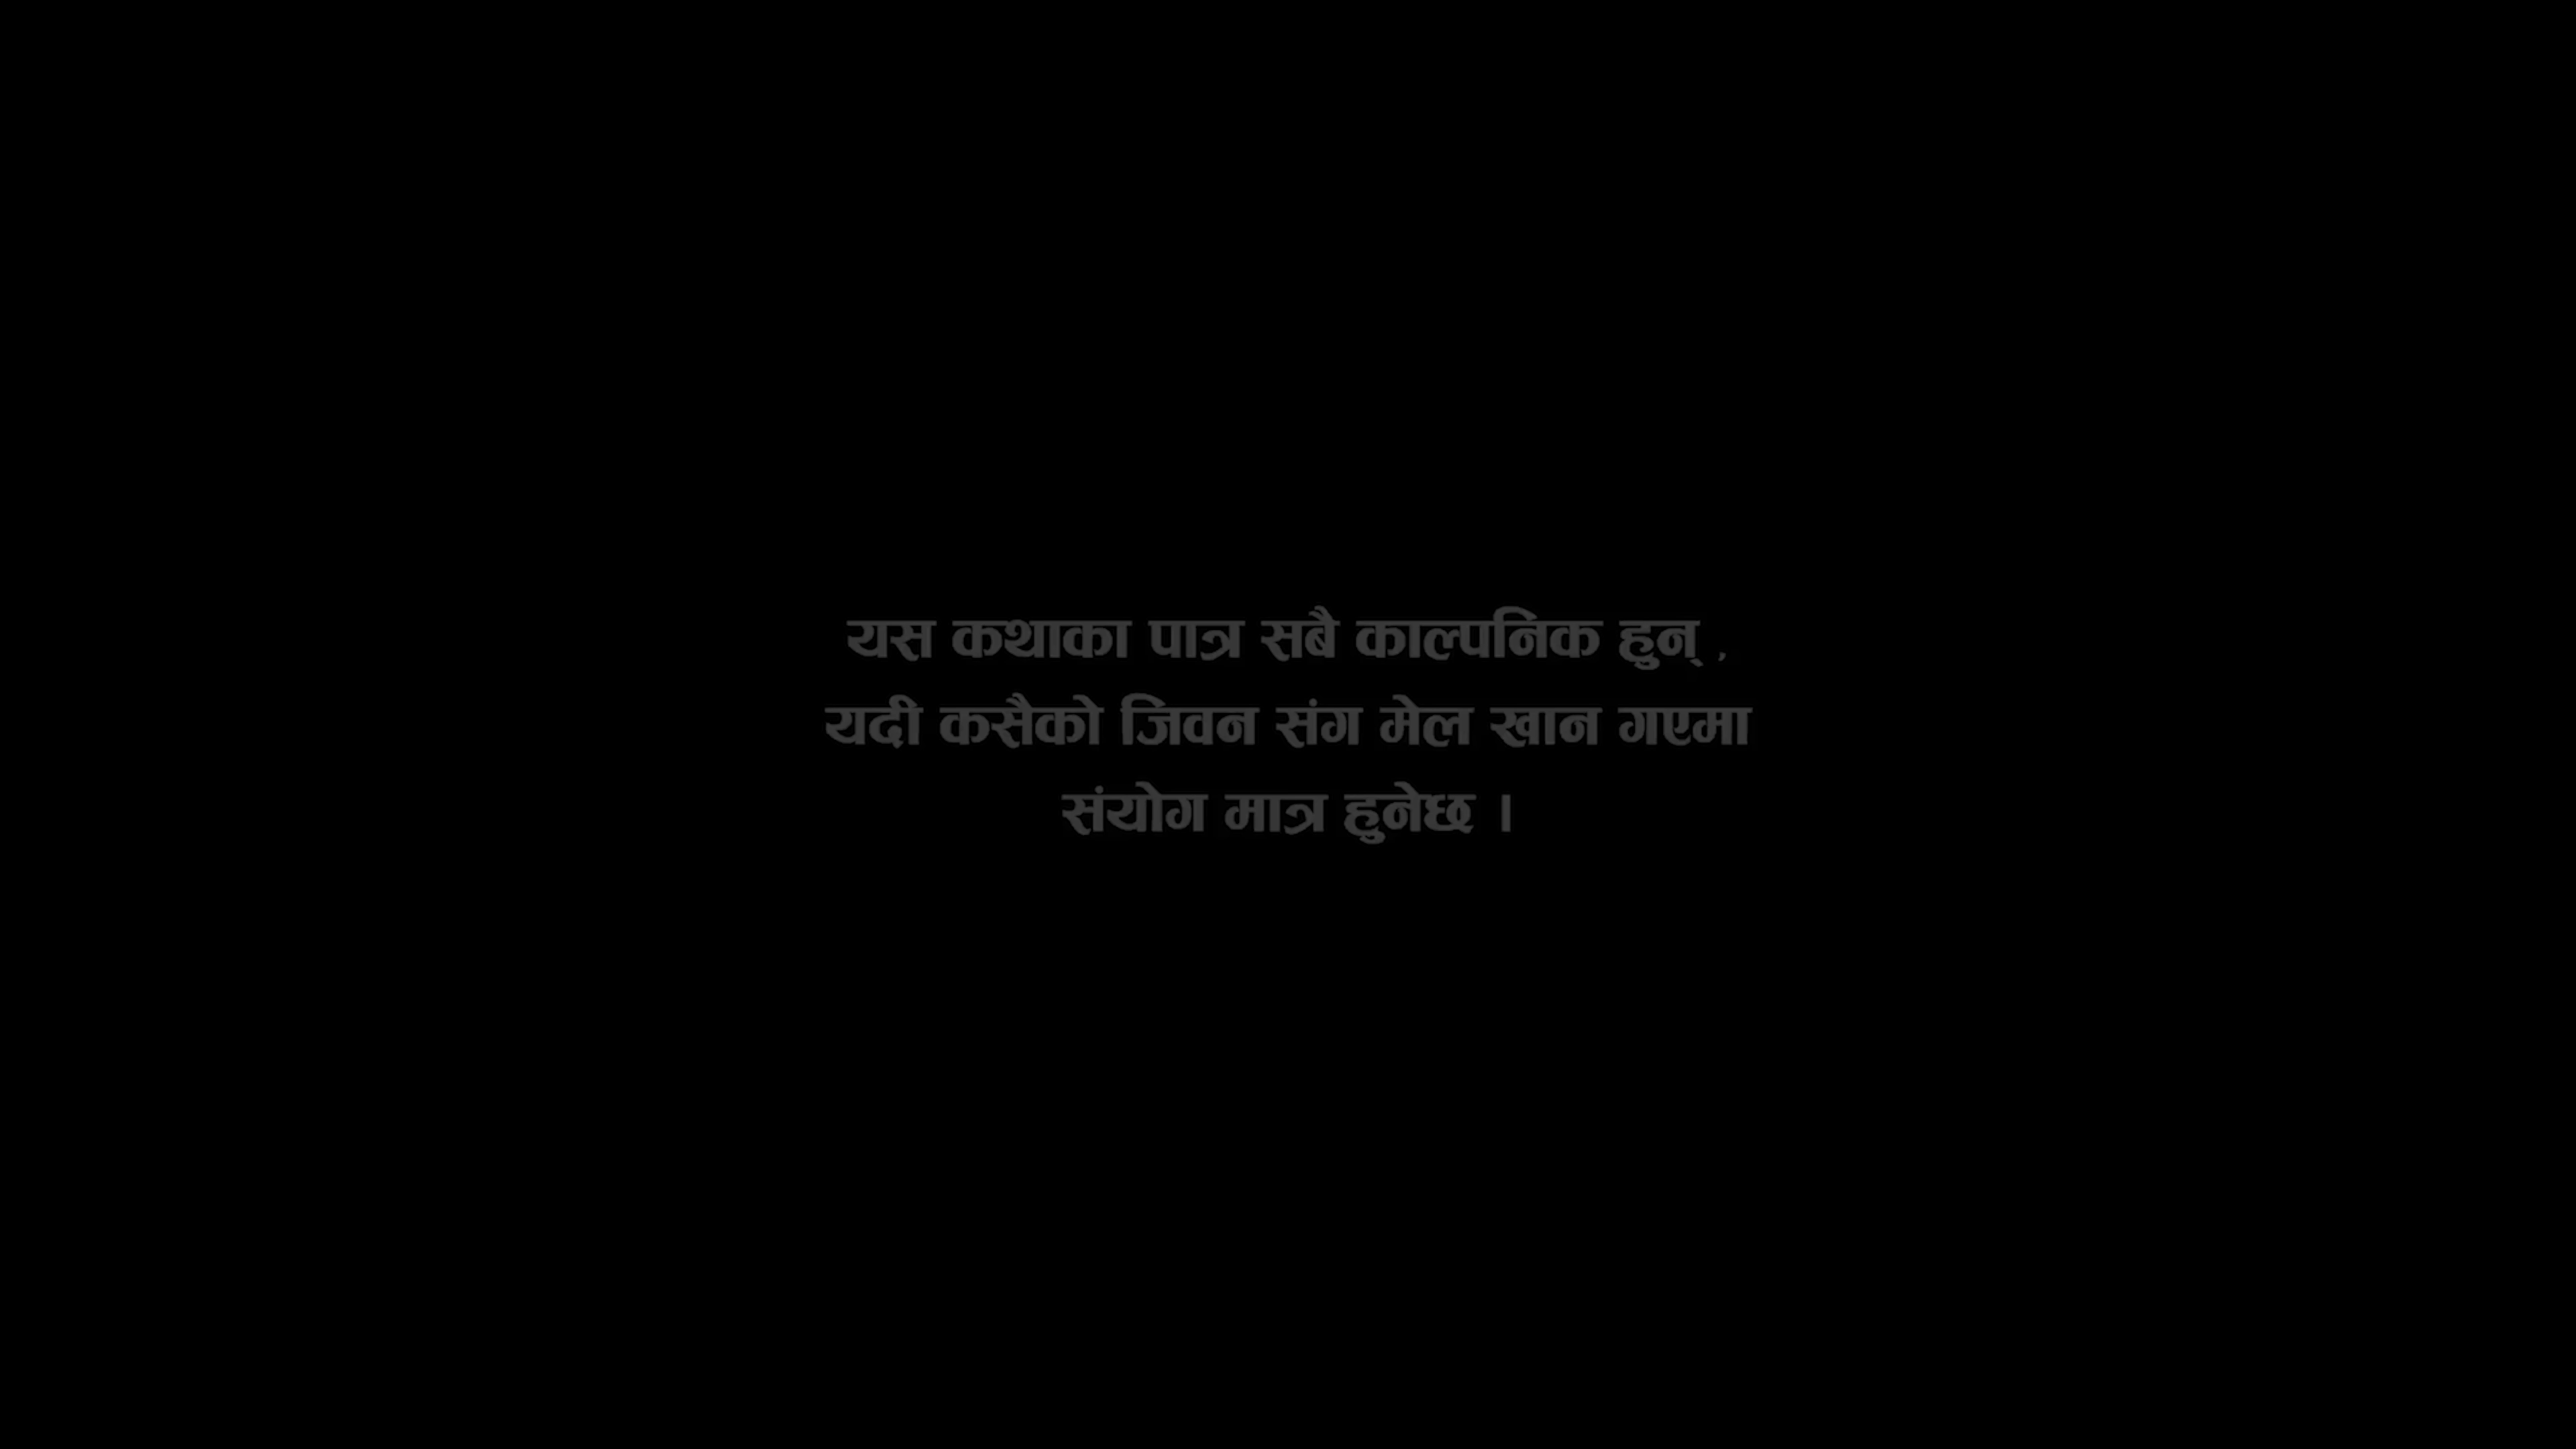 यस कथाका पात्र सबै काल्पनिक हुन् ,
यदी कसैको जिवन संग मेल खान गएमा
संयोग मात्र हुनेछ ।